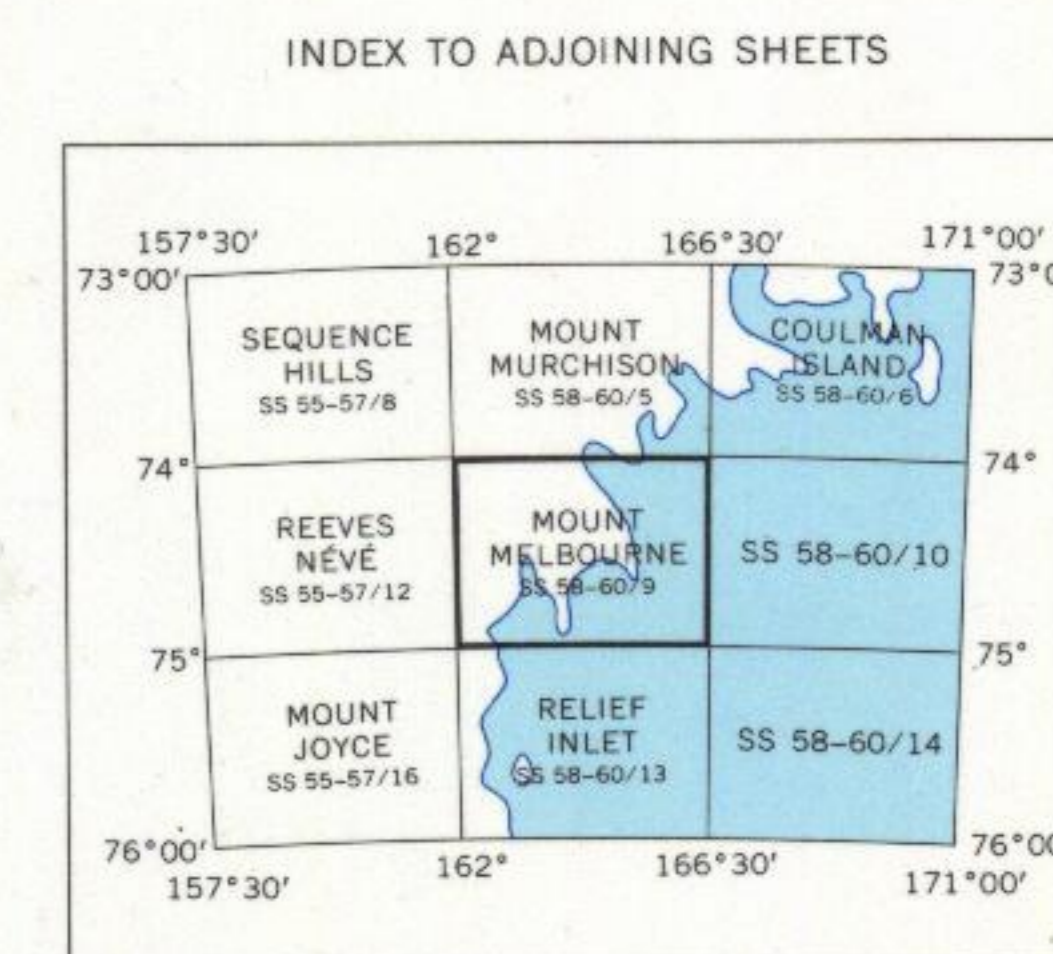 INDEX TO ADJOINING SHEETS
157°30′ 162° 166°30′ 171°00′
73°00′
SEQUENCE
HILLS
SS 55–57/8
MOUNT
MURCHISON
SS 58–60/5
COULMAN
ISLAND
SS 58–60/6
74° 74°
REEVES
NÉVÉ
SS 55–57/12
MOUNT
MELBOURNE
SS 58–60/9
SS 58–60/10
75° 75°
MOUNT
JOYCE
SS 55–57/16
RELIEF
INLET
SS 58–60/13
SS 58–60/14
76°00′
157°30′ 162° 166°30′ 171°00′